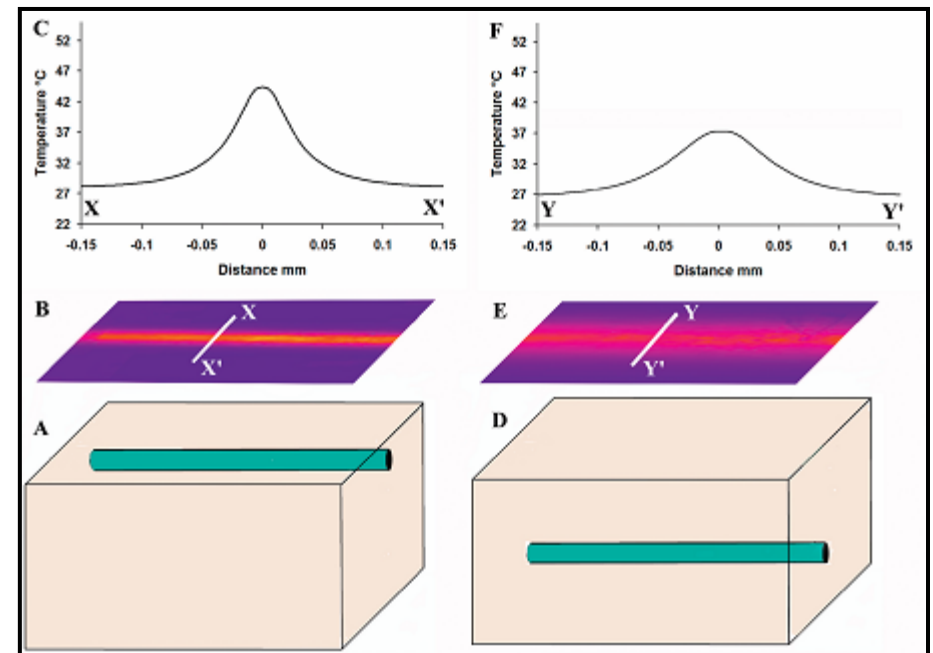 C
52
47
42
37
32
27
22
Temperature °C
X
X'
-0.15
-0.1
-0.05
0
0.05
0.1
0.15
Distance mm
F
52
47
42
37
32
27
22
Temperature °C
Y
Y'
-0.15
-0.1
-0.05
0
0.05
0.1
0.15
Distance mm
B
X
X'
E
Y
Y'
A
D